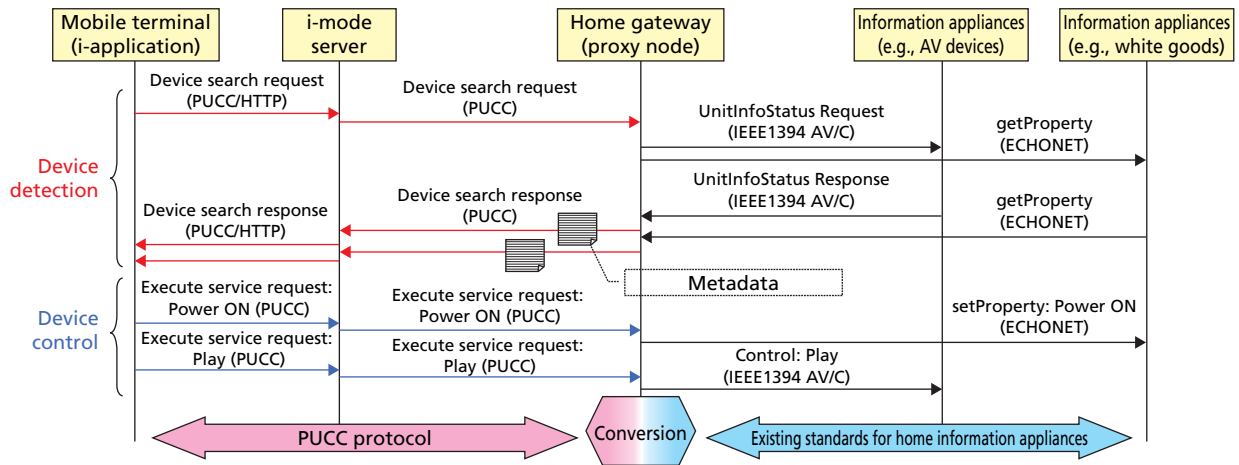 Mobile terminal
(i-application)
i-mode
server
Home gateway
(proxy node)
Information appliances
(e.g., AV devices)
Information appliances
(e.g., white goods)
Device
detection
Device search request
(PUCC/HTTP)
Device search request
(PUCC)
UnitInfoStatus Request
(IEEE1394 AV/C)
getProperty
(ECHONET)
UnitInfoStatus Response
(IEEE1394 AV/C)
getProperty
(ECHONET)
Device search response
(PUCC)
Device search response
(PUCC/HTTP)
Metadata
Device
control
Execute service request:
Power ON (PUCC)
Execute service request:
Power ON (PUCC)
setProperty: Power ON
(ECHONET)
Execute service request:
Play (PUCC)
Execute service request:
Play (PUCC)
Control: Play
(IEEE1394 AV/C)
PUCC protocol
Conversion
Existing standards for home information appliances